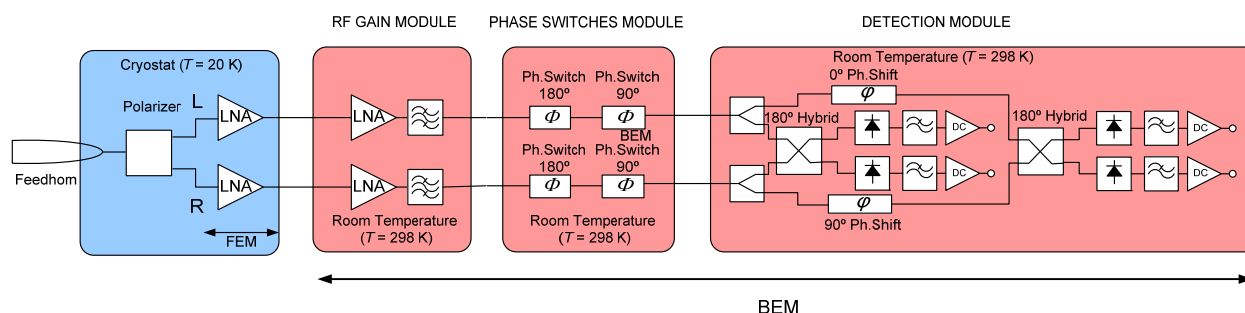 RF GAIN MODULE
PHASE SWITCHES MODULE
DETECTION MODULE
Cryostat (T = 20 K)
Polarizer
L
LNA
R
LNA
FEM
Feedhorn
LNA
LNA
Room Temperature
(T = 298 K)
Ph.Switch
180º
Φ
Ph.Switch
90º
Φ
BEM
Ph.Switch
180º
Φ
Ph.Switch
90º
Φ
Room Temperature
(T = 298 K)
Room Temperature (T = 298 K)
0º Ph.Shift
φ
180º Hybrid
DC
DC
φ
90º Ph.Shift
180º Hybrid
DC
DC
BEM